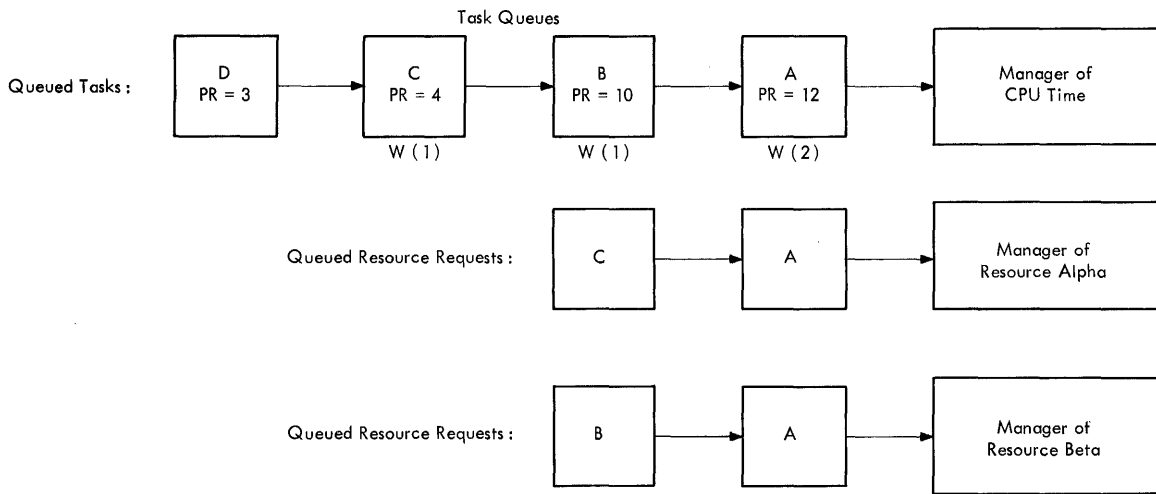 Task Queues
Queued Tasks :
D
PR = 3
C
PR = 4
B
PR = 10
A
PR = 12
Manager of
CPU Time
W ( 1 )
W ( 1 )
W ( 2 )
Queued Resource Requests :
C
A
Manager of
Resource Alpha
Queued Resource Requests :
B
A
Manager of
Resource Beta